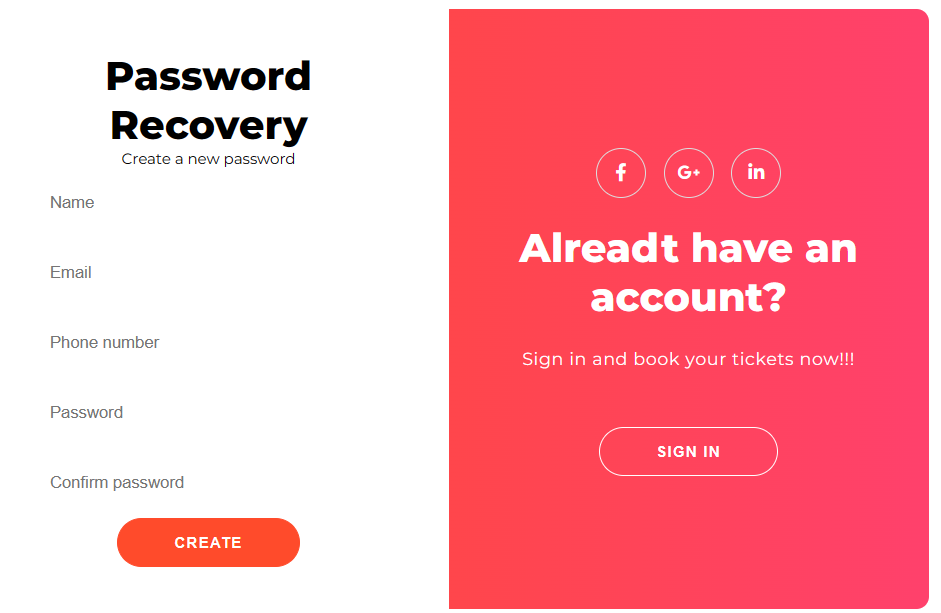 Password
Recovery
Create a new password
Name
Email
Phone number
Password
Confirm password
CREATE
f
G+
in
Alreadt have an
account?
Sign in and book your tickets now!!!
SIGN IN